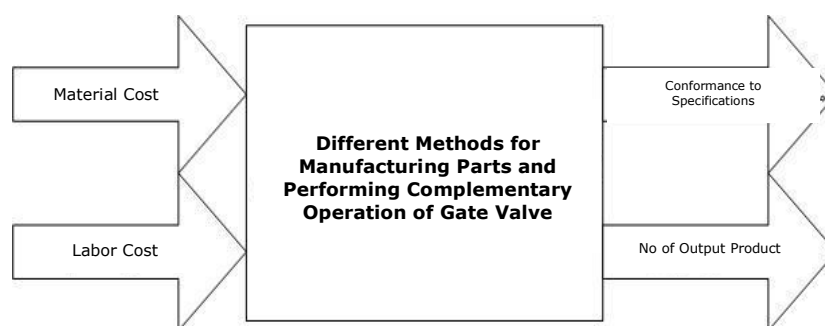 Material Cost
Labor Cost
Different Methods for
Manufacturing Parts and
Performing Complementary
Operation of Gate Valve
Conformance to
Specifications
No of Output Product